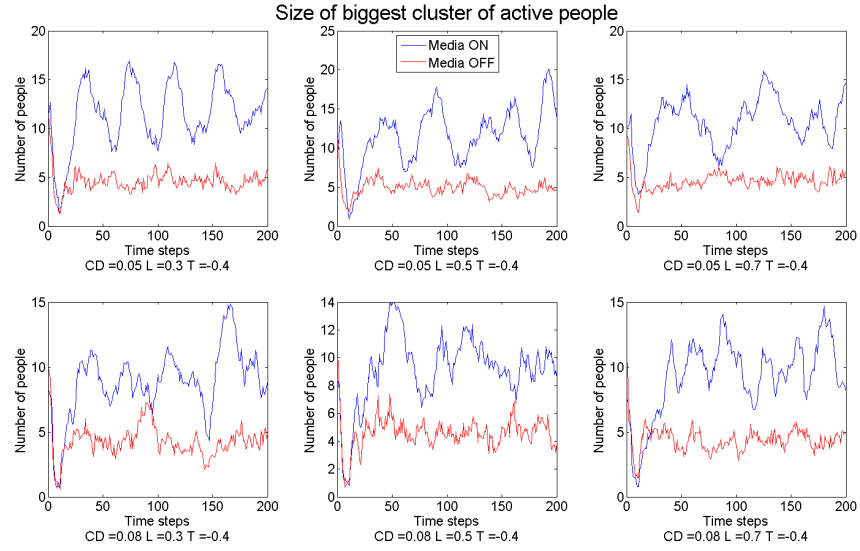 Size of biggest cluster of active people
20
15
10
5
0
Number of people
0 50 100 150 200
Time steps
CD =0.05 L =0.3 T =-0.4
25
20
15
10
5
0
Number of people
Media ON
Media OFF
0 50 100 150 200
Time steps
CD =0.05 L =0.5 T =-0.4
20
15
10
5
0
Number of people
0 50 100 150 200
Time steps
CD =0.05 L =0.7 T =-0.4
15
10
5
0
Number of people
0 50 100 150 200
Time steps
CD =0.08 L =0.3 T =-0.4
14
12
10
8
6
4
2
0
Number of people
0 50 100 150 200
Time steps
CD =0.08 L =0.5 T =-0.4
15
10
5
0
Number of people
0 50 100 150 200
Time steps
CD =0.08 L =0.7 T =-0.4